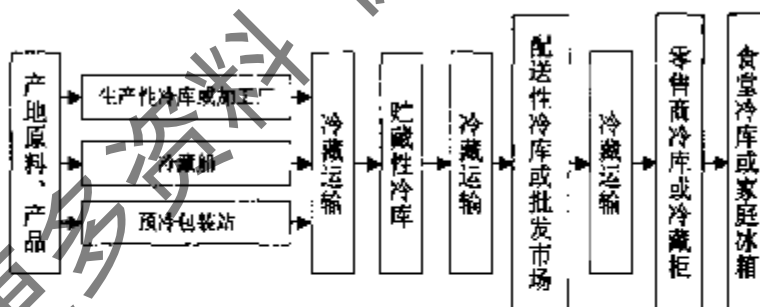 产地原料、产品
生产性冷库或加工厂
冷藏船
预冷包装站
冷藏运输
贮藏性冷库
冷藏运输
配送性冷库或批发市场
冷藏运输
零售商冷库或冷藏柜
食堂冷库或家庭冰箱
多资料